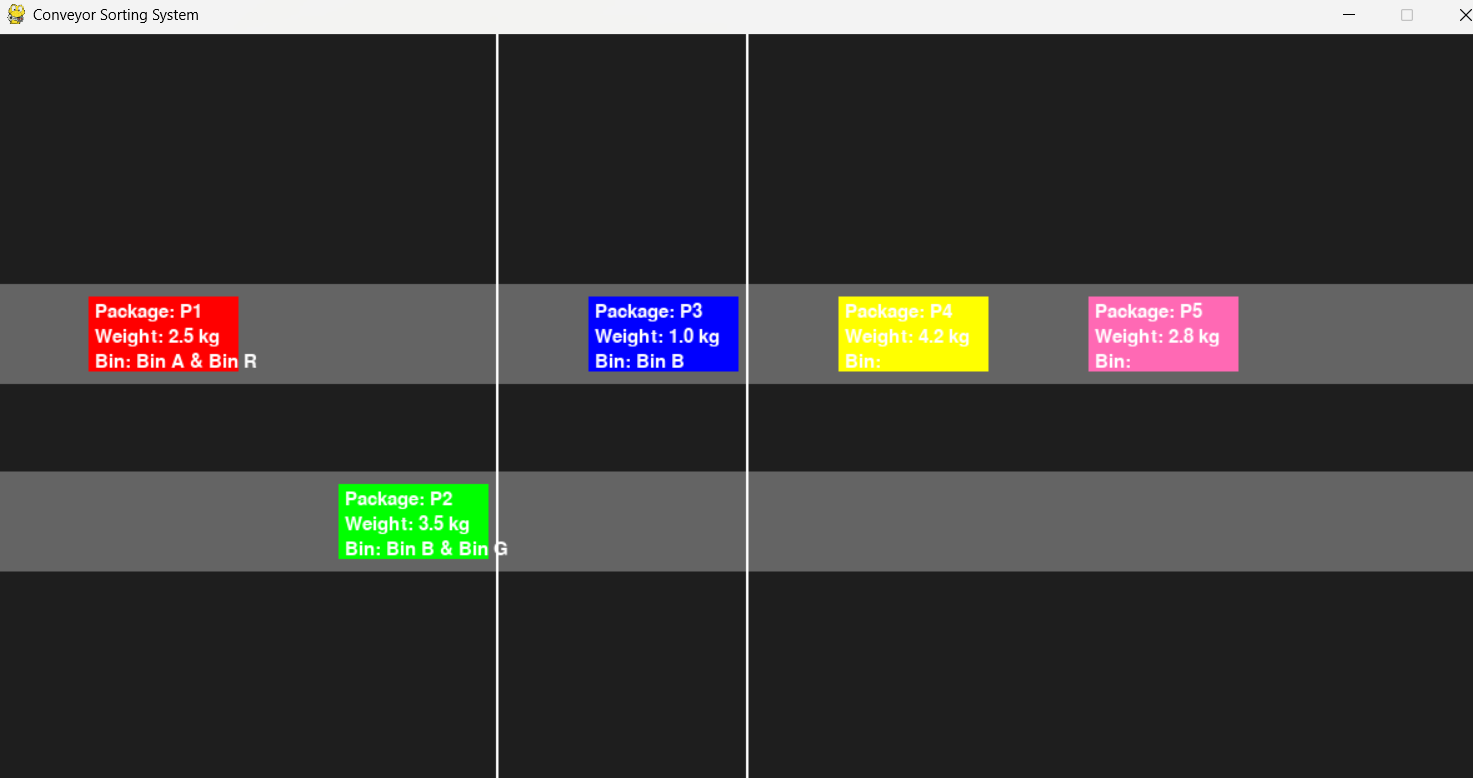 Conveyor Sorting System
Package: P1
Weight: 2.5 kg
Bin: Bin A & Bin R
Package: P3
Weight: 1.0 kg
Bin: Bin B
Package: P4
Weight: 4.2 kg
Bin:
Package: P5
Weight: 2.8 kg
Bin:
Package: P2
Weight: 3.5 kg
Bin: Bin B & Bin G